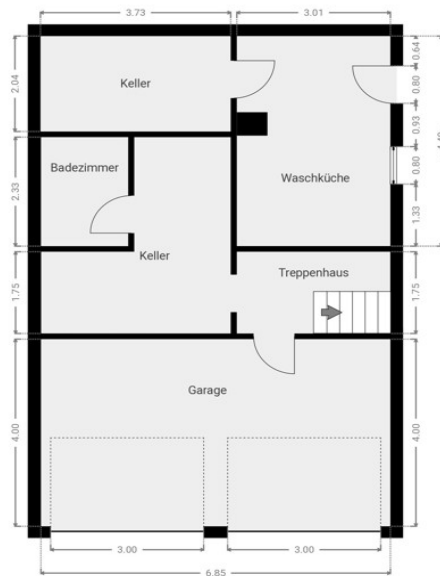 3.73
3.01
0.64
2.04
Keller
0.80
0.93
Badezimmer
0.80
Waschküche
2.33
1.33
Keller
Treppenhaus
1.75
1.75
Garage
4.00
4.00
3.00
3.00
6.85